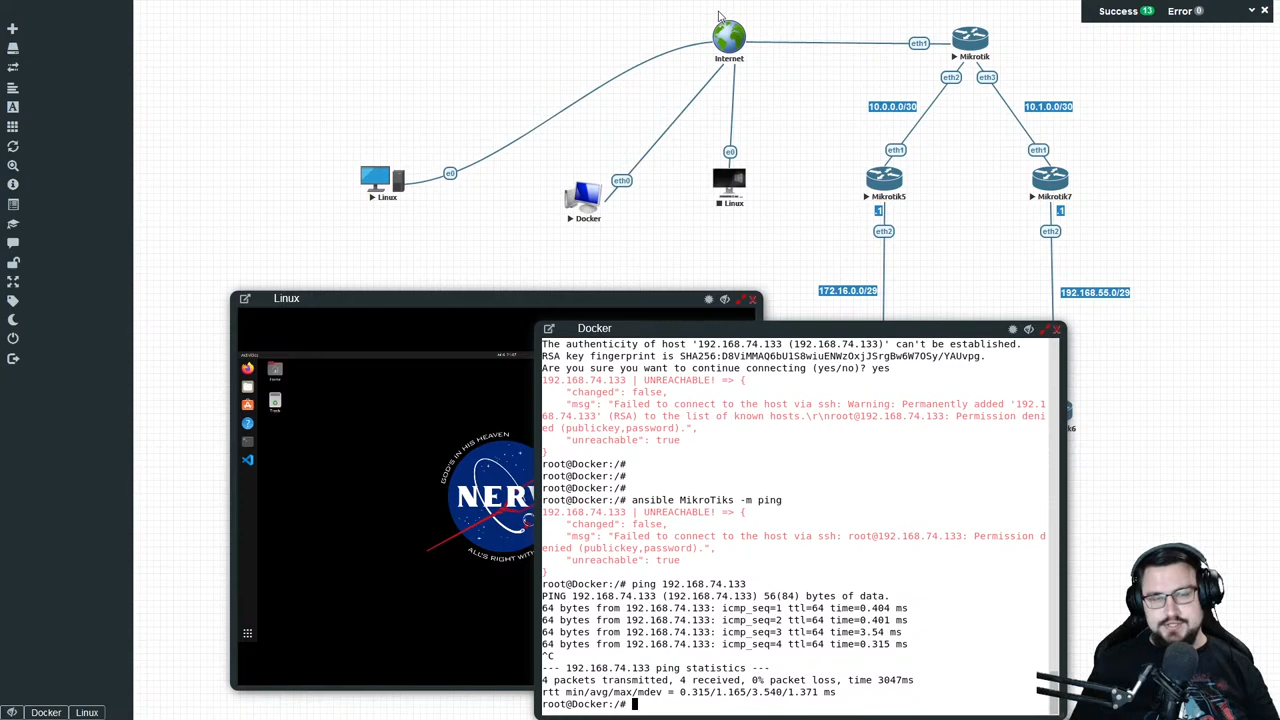 Success 13 Error 0
Internet
eth1
Mikrotik
eth2
eth3
10.0.0.0/30
10.1.0.0/30
e0
eth1
eth1
e0
eth0
Linux
Docker
Linux
Mikrotik5
Mikrotik7
.1
.1
eth2
eth2
172.16.0.0/29
192.168.55.0/29
Linux
GOD'S IN HIS HEAVEN
NERV
ALL'S RIGHT WITH
Docker
The authenticity of host '192.168.74.133 (192.168.74.133)' can't be established.
RSA key fingerprint is SHA256:D8ViMMAQ6bU1S8wiuENWzOxjJSrgBw6W7OSy/YAUvpg.
Are you sure you want to continue connecting (yes/no)? yes
192.168.74.133 | UNREACHABLE! => {
"changed": false,
"msg": "Failed to connect to the host via ssh: Warning: Permanently added '192.1
68.74.133' (RSA) to the list of known hosts.\r\nroot@192.168.74.133: Permission deni
ed (publickey,password).",
"unreachable": true
}
root@Docker:/#
root@Docker:/#
root@Docker:/#
root@Docker:/# ansible MikroTiks -m ping
192.168.74.133 | UNREACHABLE! => {
"changed": false,
"msg": "Failed to connect to the host via ssh: root@192.168.74.133: Permission d
enied (publickey,password).",
"unreachable": true
}
root@Docker:/# ping 192.168.74.133
PING 192.168.74.133 (192.168.74.133) 56(84) bytes of data.
64 bytes from 192.168.74.133: icmp_seq=1 ttl=64 time=0.404 ms
64 bytes from 192.168.74.133: icmp_seq=2 ttl=64 time=0.401 ms
64 bytes from 192.168.74.133: icmp_seq=3 ttl=64 time=3.54 ms
64 bytes from 192.168.74.133: icmp_seq=4 ttl=64 time=0.315 ms
^C
--- 192.168.74.133 ping statistics ---
4 packets transmitted, 4 received, 0% packet loss, time 3047ms
rtt min/avg/max/mdev = 0.315/1.165/3.540/1.371 ms
root@Docker:/#
Docker
Linux